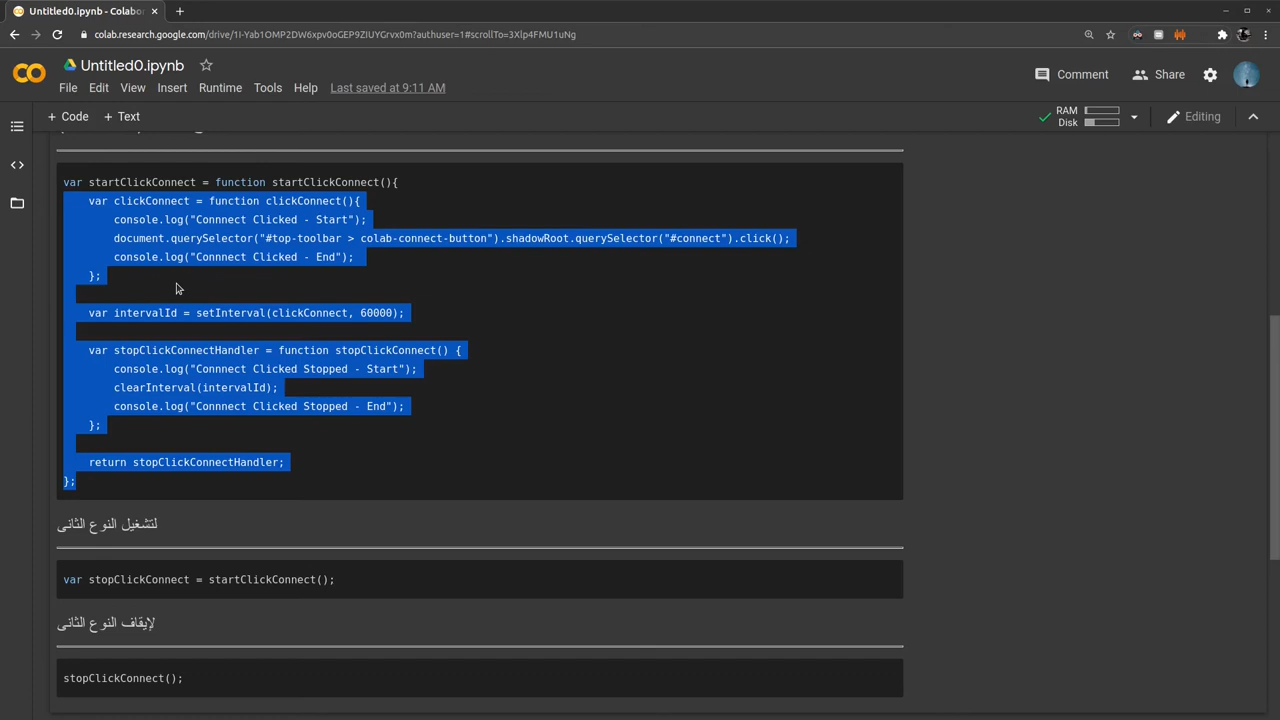 Untitled0.ipynb - Colabor
colab.research.google.com/drive/1I-Yab1OMP2DW6xpv0oGEP9ZIUYGrvx0m?authuser=1#scrollTo=3Xlp4FMU1uNg
Untitled0.ipynb
File Edit View Insert Runtime Tools Help Last saved at 9:11 AM
Comment Share
+ Code + Text
RAM
Disk
Editing
var startClickConnect = function startClickConnect(){
var clickConnect = function clickConnect(){
console.log("Connnect Clicked - Start");
document.querySelector("#top-toolbar > colab-connect-button").shadowRoot.querySelector("#connect").click();
console.log("Connnect Clicked - End");
};
var intervalId = setInterval(clickConnect, 60000);
var stopClickConnectHandler = function stopClickConnect() {
console.log("Connnect Clicked Stopped - Start");
clearInterval(intervalId);
console.log("Connnect Clicked Stopped - End");
};
return stopClickConnectHandler;
};
لتشغيل النوع الثانى
var stopClickConnect = startClickConnect();
لإيقاف النوع الثانى
stopClickConnect();